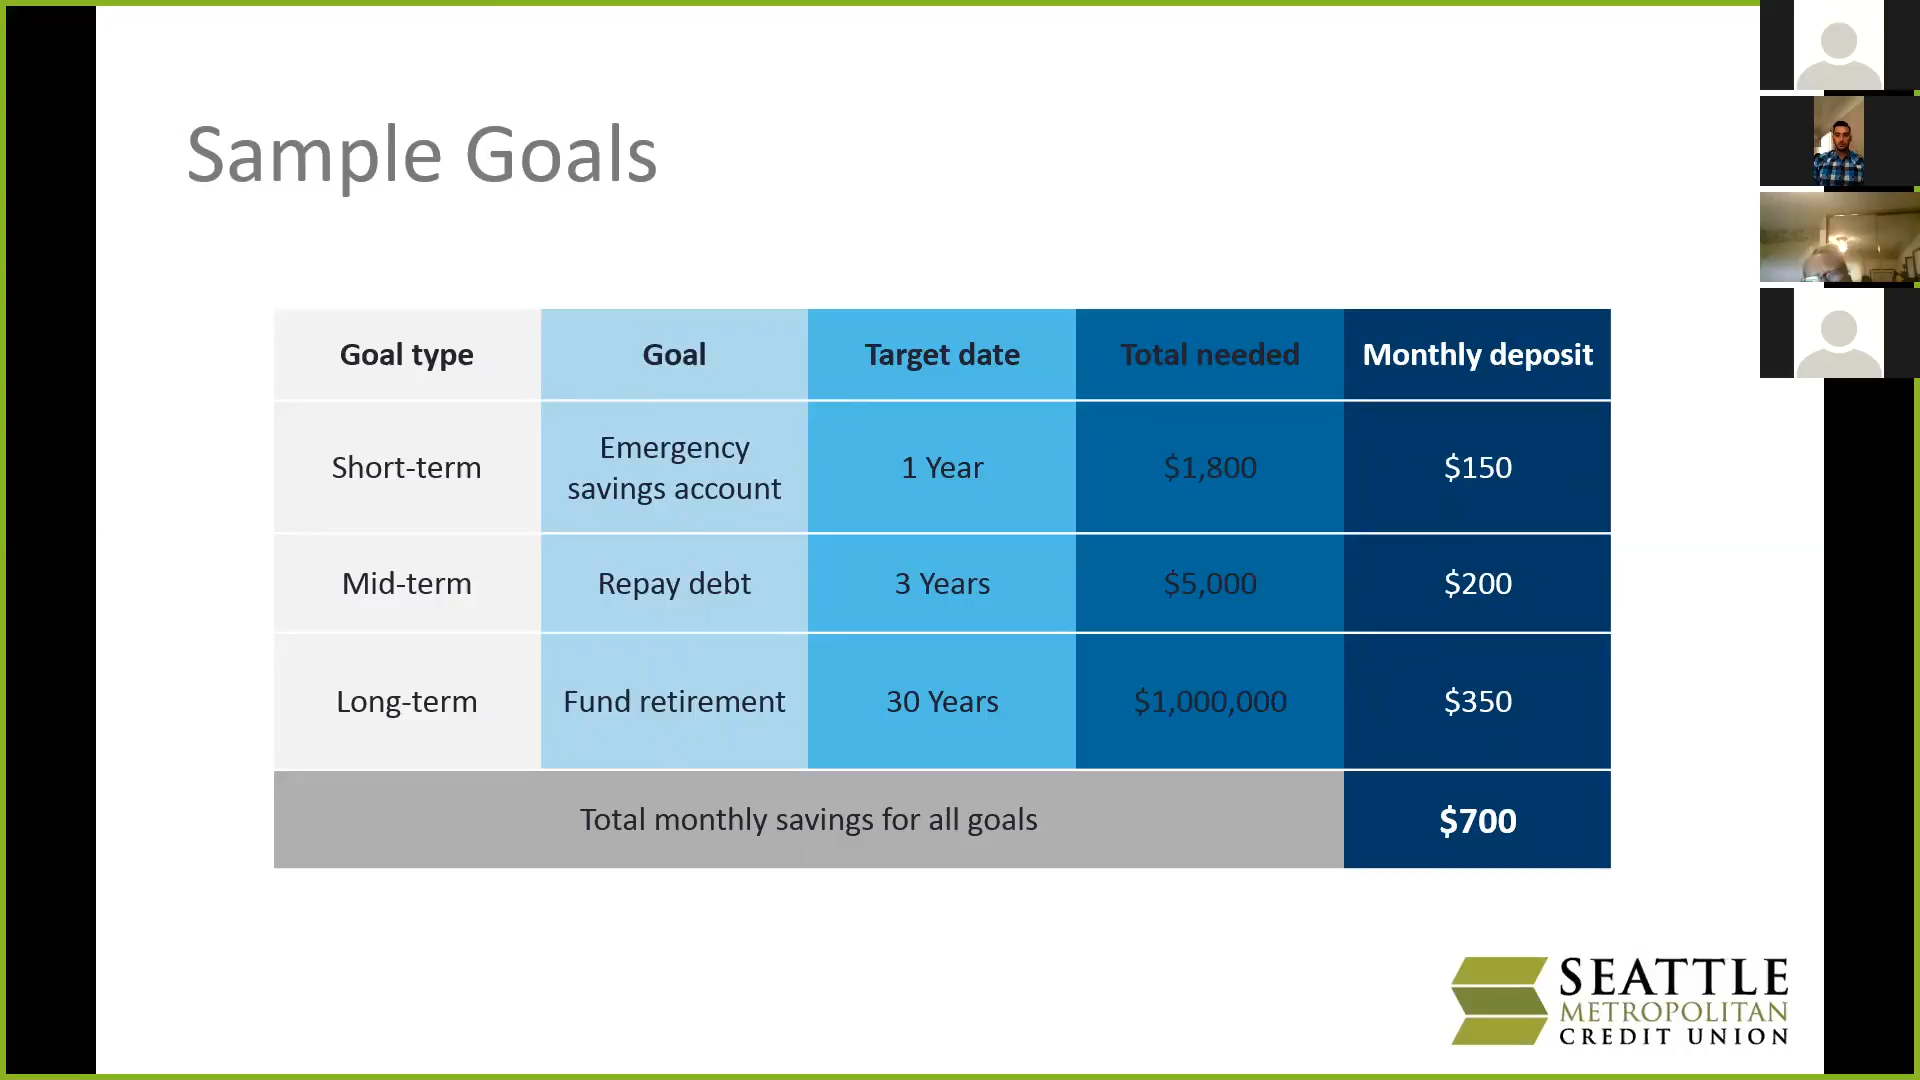 Sample Goals
Goal type Goal Target date Total needed Monthly deposit
Short-term Emergency savings account 1 Year $1,800 $150
Mid-term Repay debt 3 Years $5,000 $200
Long-term Fund retirement 30 Years $1,000,000 $350
Total monthly savings for all goals $700
SEATTLE
METROPOLITAN
CREDIT UNION